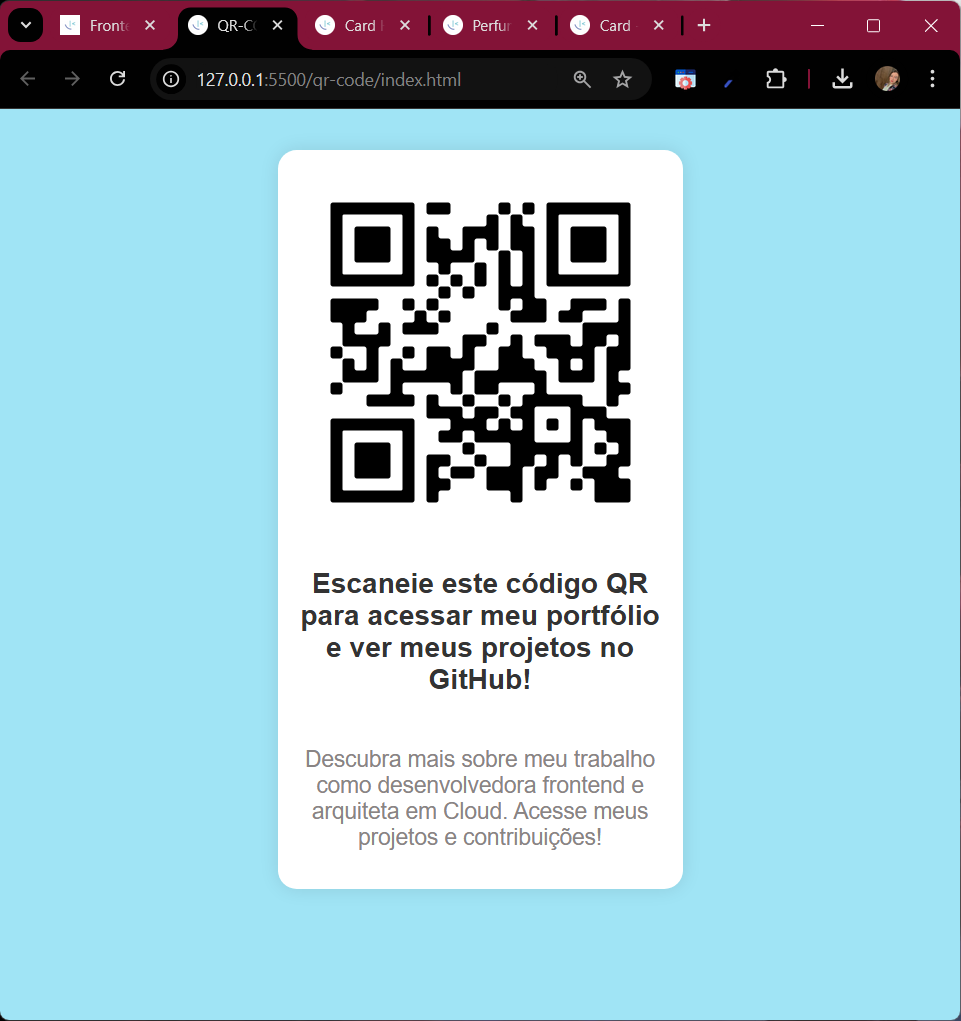 Fronte
QR-CO
Card
Perfur
Card
127.0.0.1:5500/qr-code/index.html
Escaneie este código QR
para acessar meu portfólio
e ver meus projetos no
GitHub!
Descubra mais sobre meu trabalho
como desenvolvedora frontend e
arquiteta em Cloud. Acesse meus
projetos e contribuições!